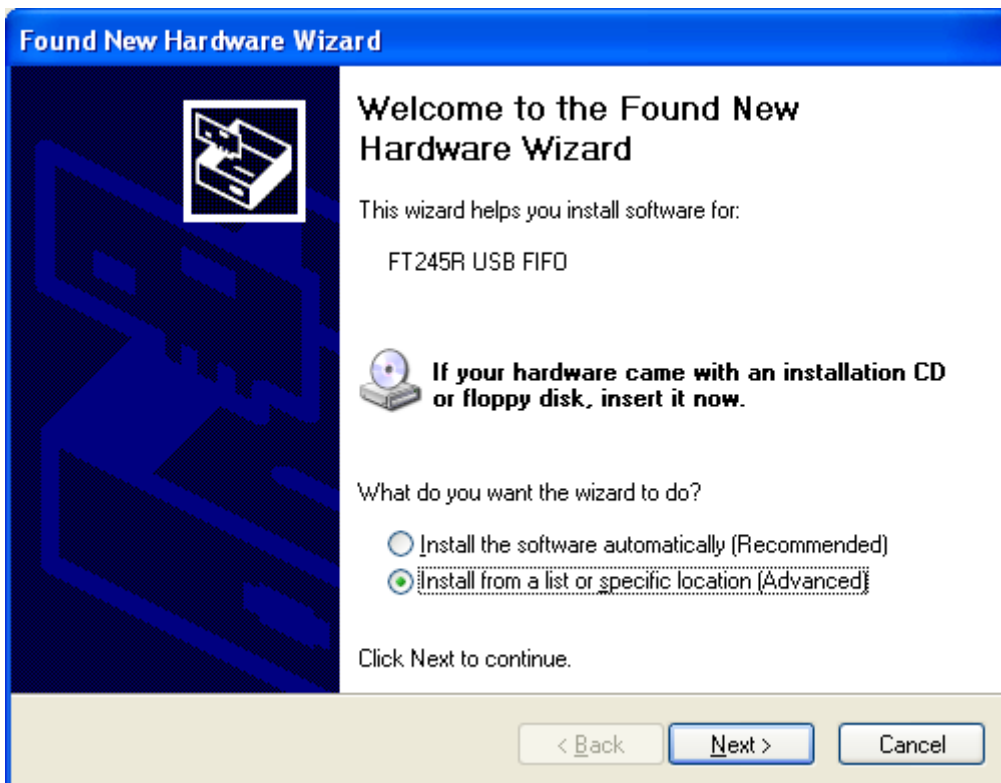 Found New Hardware Wizard
Welcome to the Found New
Hardware Wizard
This wizard helps you install software for:
FT245R USB FIFO
If your hardware came with an installation CD
or floppy disk, insert it now.
What do you want the wizard to do?
Install the software automatically (Recommended)
Install from a list or specific location (Advanced)
Click Next to continue.
< Back Next > Cancel